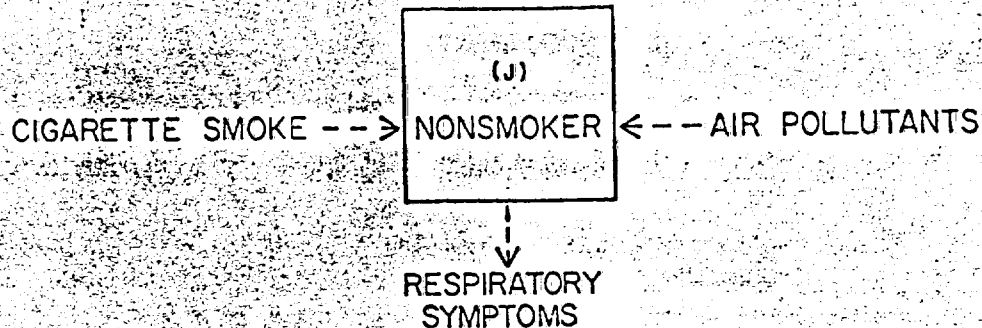 (J)
CIGARETTE SMOKE --> NONSMOKER <-- AIR POLLUTANTS
RESPIRATORY
SYMPTOMS